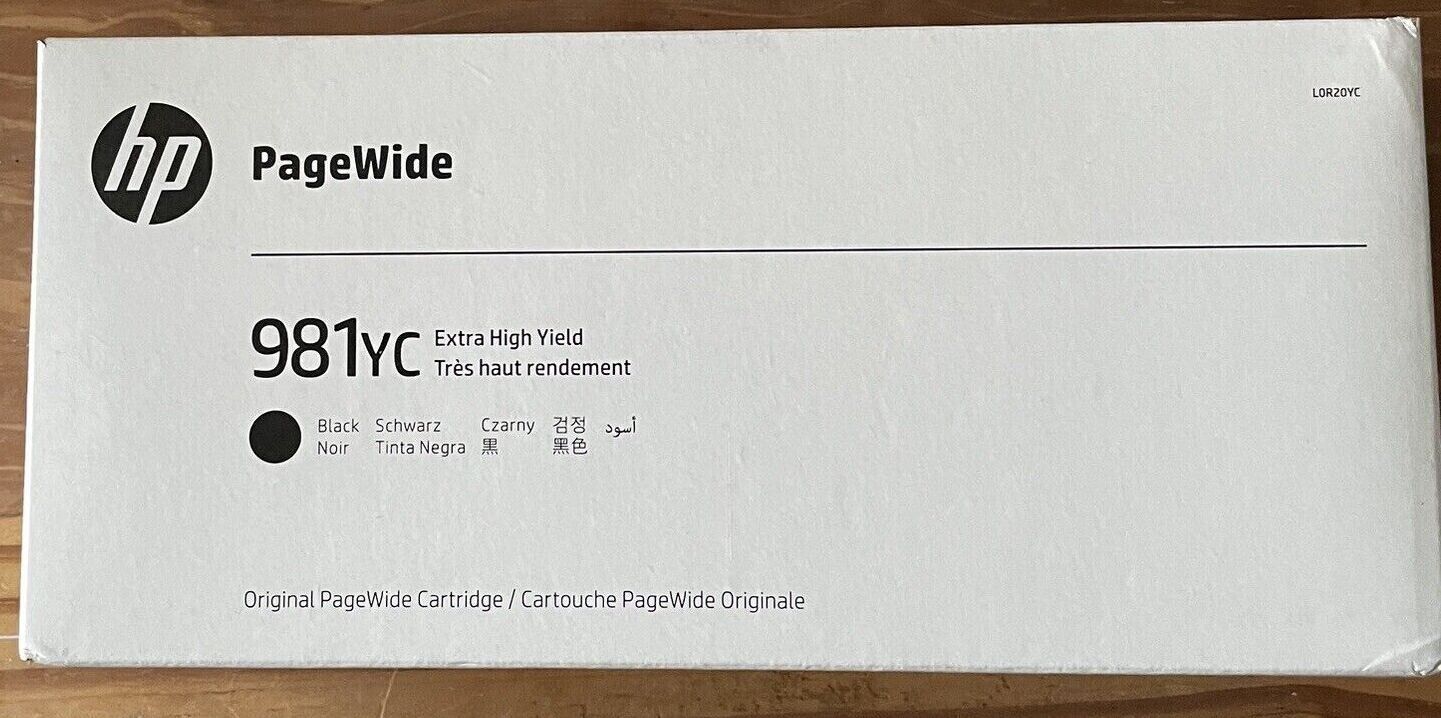 L0R20YC
hp
PageWide
981YC
Extra High Yield
Très haut rendement
Black Schwarz Czarny 검정 أسود
Noir Tinta Negra 黒 黑色
Original PageWide Cartridge / Cartouche PageWide Originale